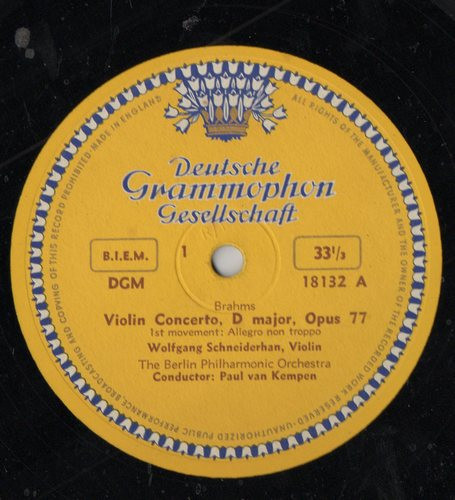 Deutsche
Grammophon
Gesellschaft
B.I.E.M. 1 33⅓
DGM 18132 A
Brahms
Violin Concerto, D major, Opus 77
1st movement: Allegro non troppo
Wolfgang Schneiderhan, Violin
The Berlin Philharmonic Orchestra
Conductor: Paul van Kempen
MADE IN ENGLAND
ALL RIGHTS OF THE MANUFACTURER AND THE OWNER OF THE RECORDED WORK RESERVED-UNAUTHORIZED PUBLIC PERFORMANCE BROADCASTING AND COPYING OF THIS RECORD PROHIBITED